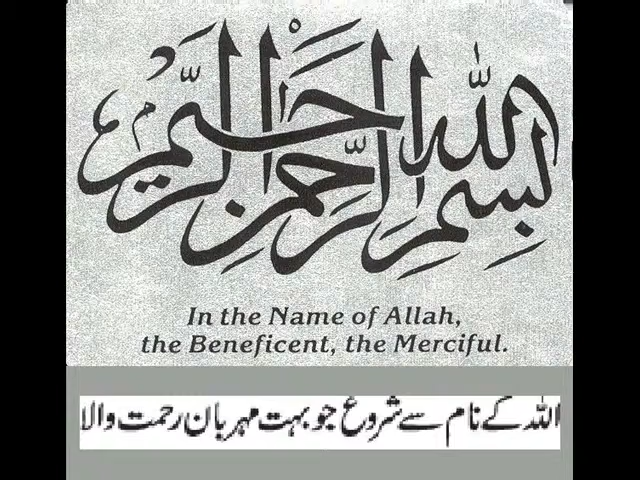 بِسْمِ اللّٰهِ الرَّحْمٰنِ الرَّحِيْمِ
In the Name of Allah,
the Beneficent, the Merciful.
اللہ کے نام سے شروع جو بہت مہربان رحمت والا